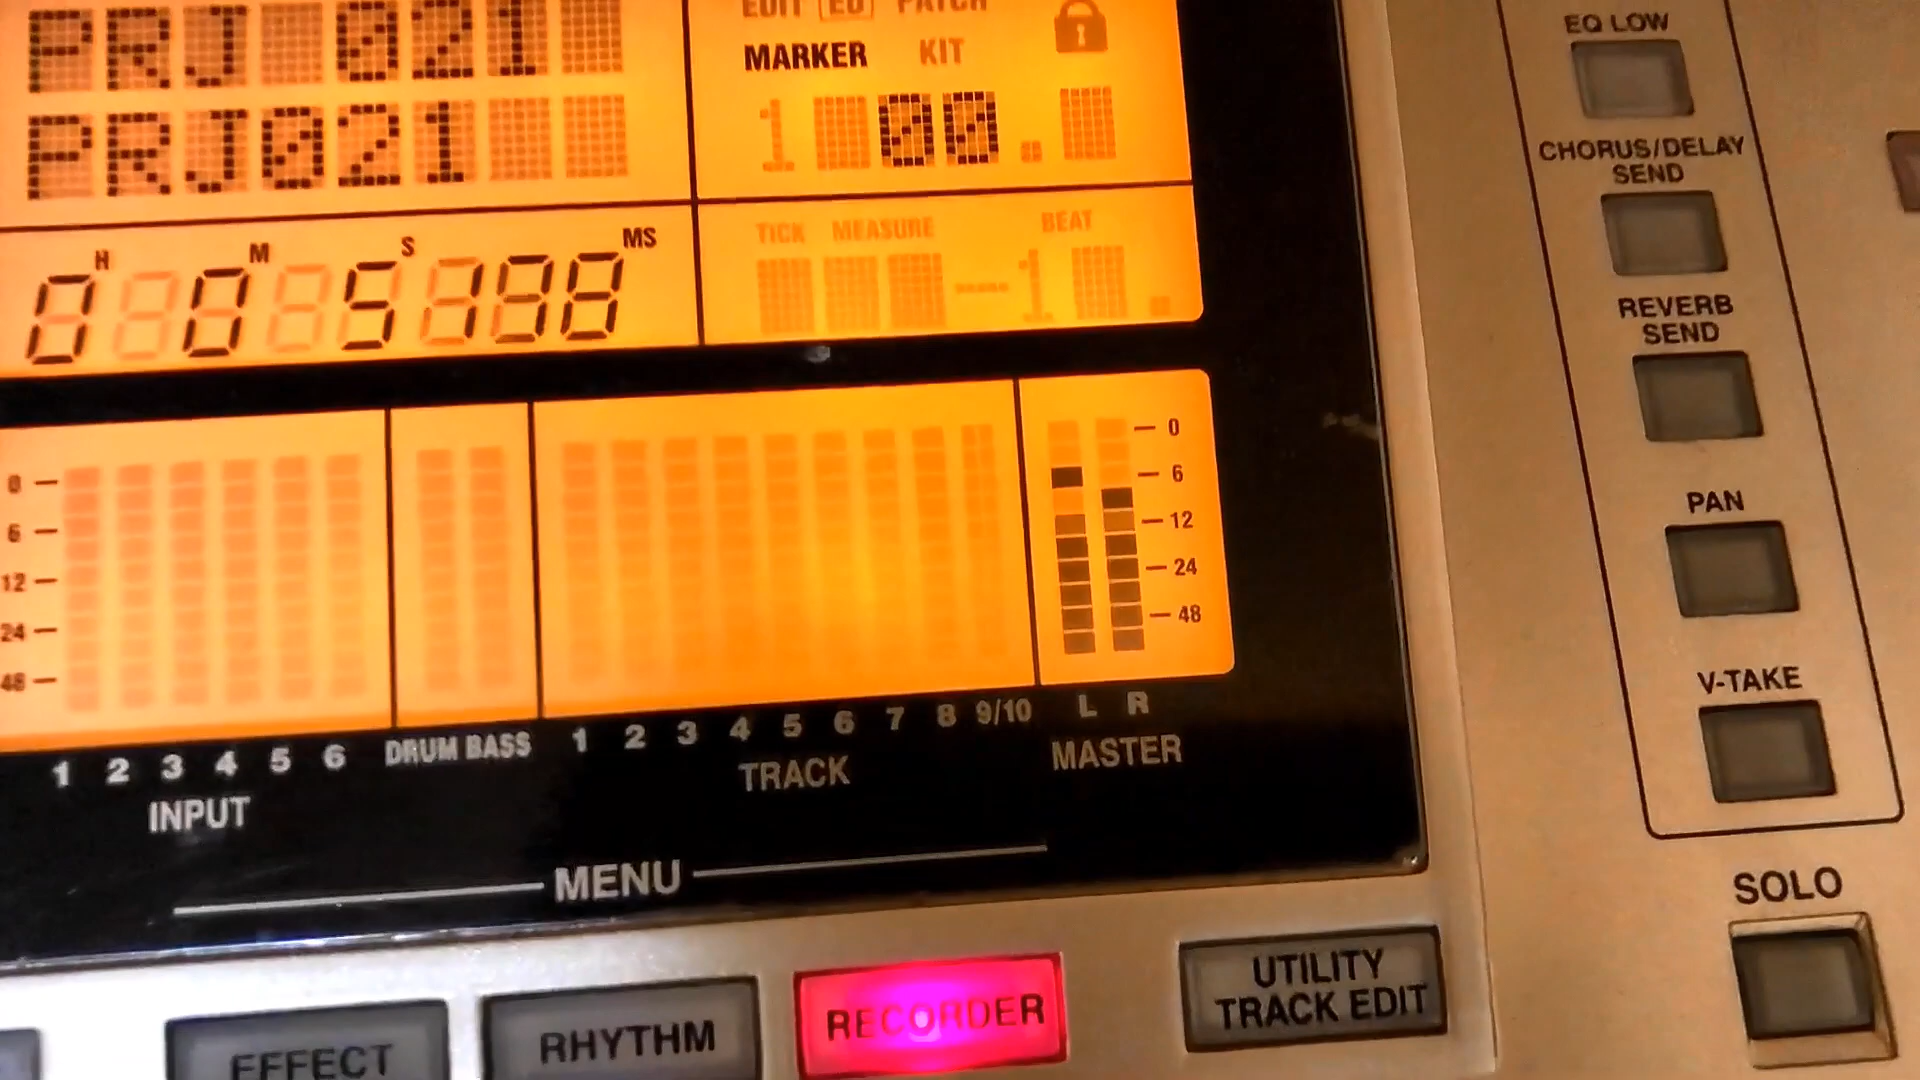 PRJ 021
EDIT EQ PATCH
MARKER KIT
PRJ021
1 00.
H M S MS
TICK MEASURE BEAT
0 0 5
0
6
12
24
48
0
6
12
24
48
1 2 3 4 5 6
DRUM BASS
1 2 3 4 5 6 7 8 9/10
L R
INPUT
TRACK
MASTER
MENU
EFFECT
RHYTHM
RECORDER
UTILITY
TRACK EDIT
EQ LOW
CHORUS/DELAY
SEND
REVERB
SEND
PAN
V-TAKE
SOLO